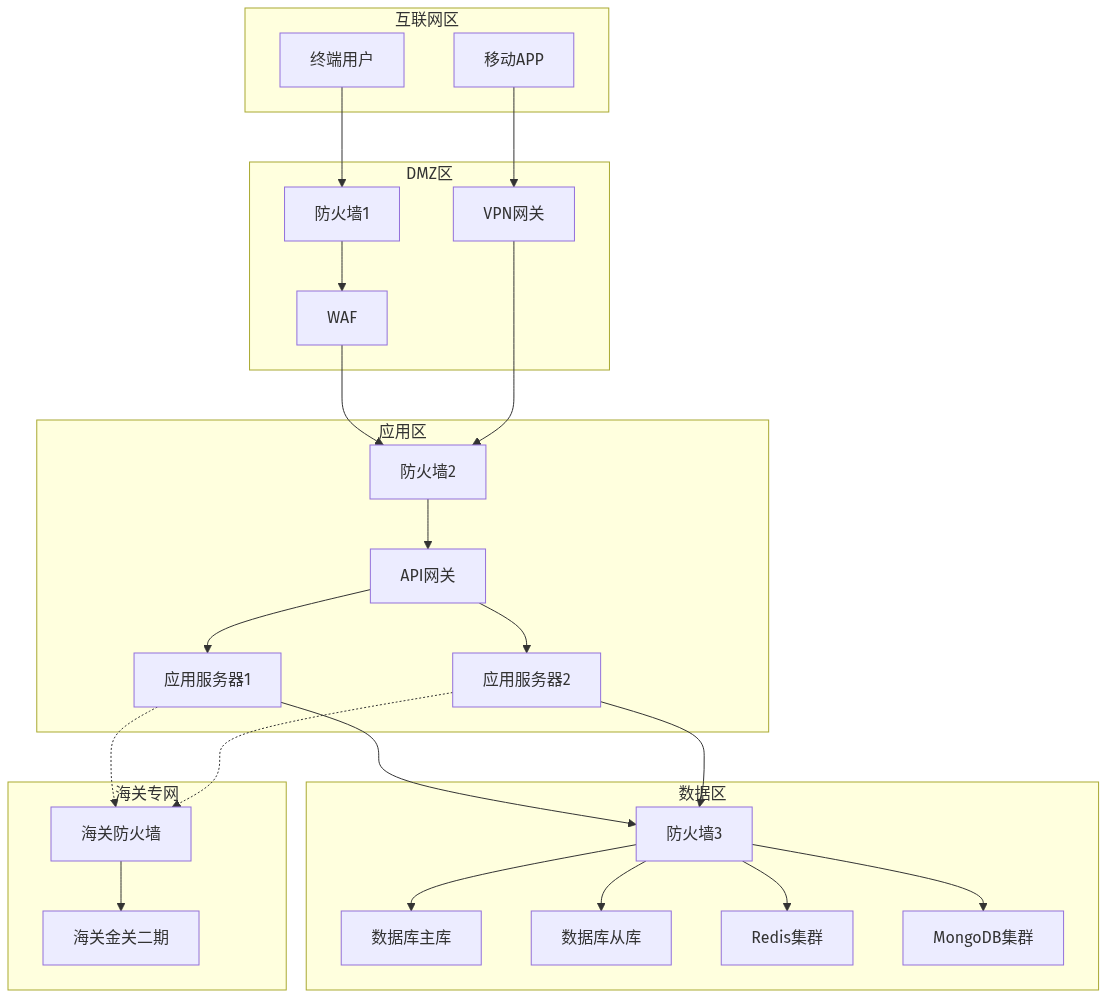 互联网区
终端用户
移动APP
DMZ区
防火墙1
VPN网关
WAF
应用区
防火墙2
API网关
应用服务器1
应用服务器2
海关专网
数据区
海关防火墙
防火墙3
海关金关二期
数据库主库
数据库从库
Redis集群
MongoDB集群